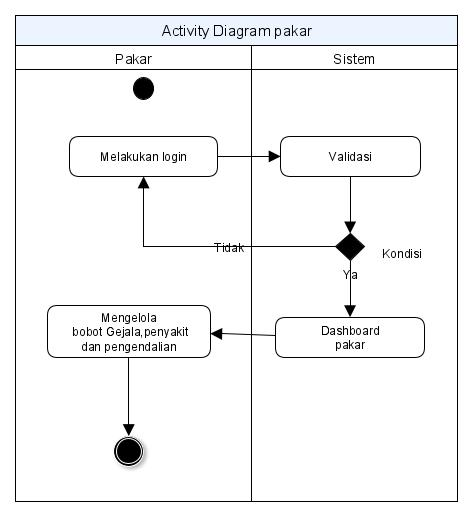 Activity Diagram pakar
Pakar
Sistem
Melakukan login
Validasi
Tidak
Kondisi
Ya
Mengelola
bobot Gejala,penyakit
dan pengendalian
Dashboard
pakar